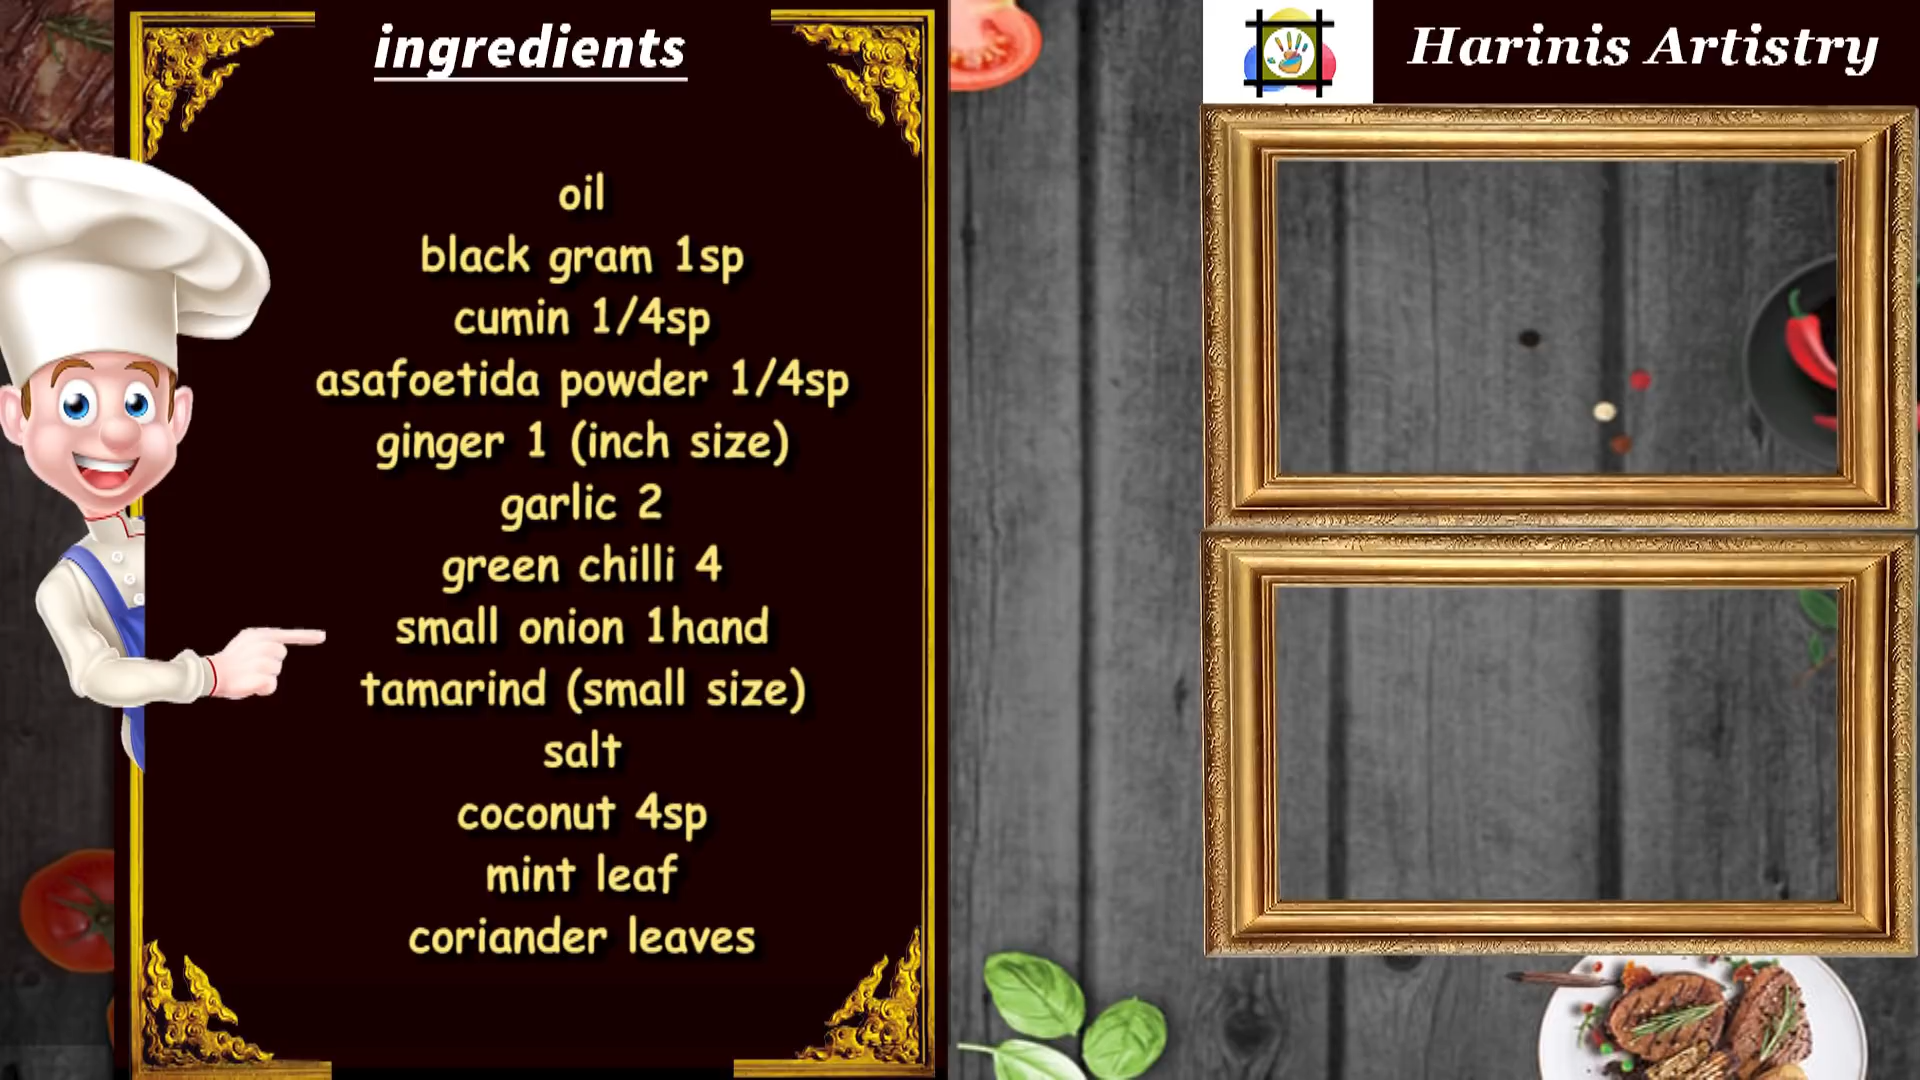 ingredients
oil
black gram 1sp
cumin 1/4sp
asafoetida powder 1/4sp
ginger 1 (inch size)
garlic 2
green chilli 4
small onion 1hand
tamarind (small size)
salt
coconut 4sp
mint leaf
coriander leaves
Harinis Artistry